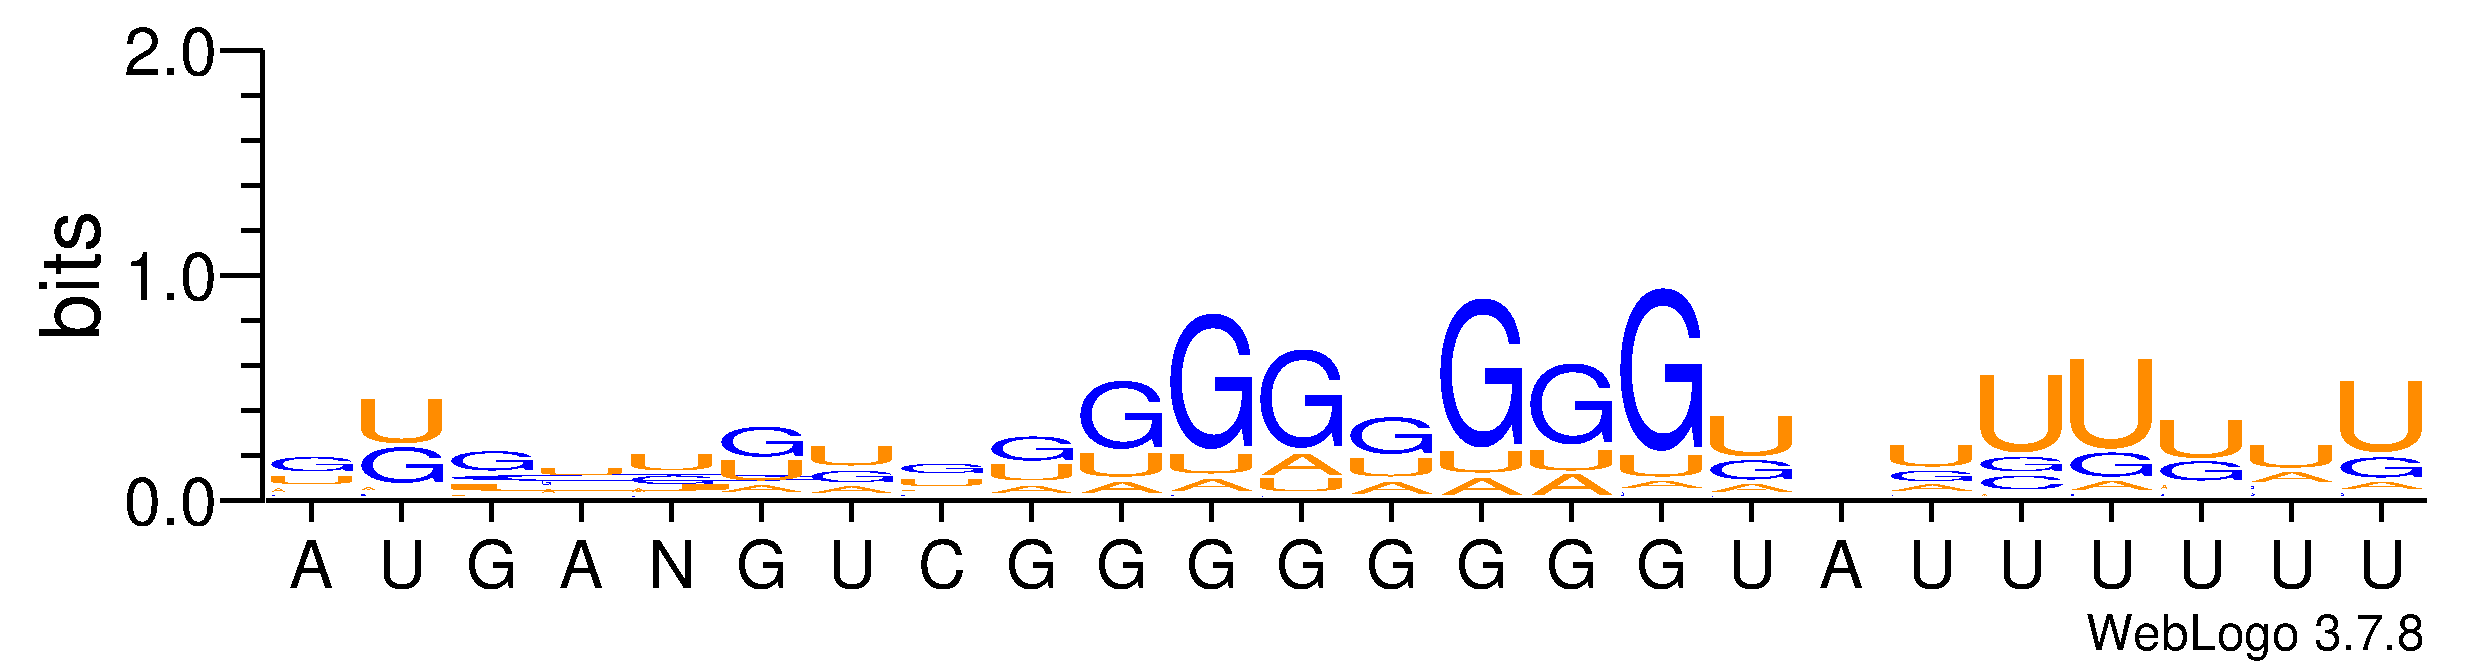 2.0
bits
1.0
0.0
A U G A N G U C G G G G G G G G U A U U U U U U
WebLogo 3.7.8